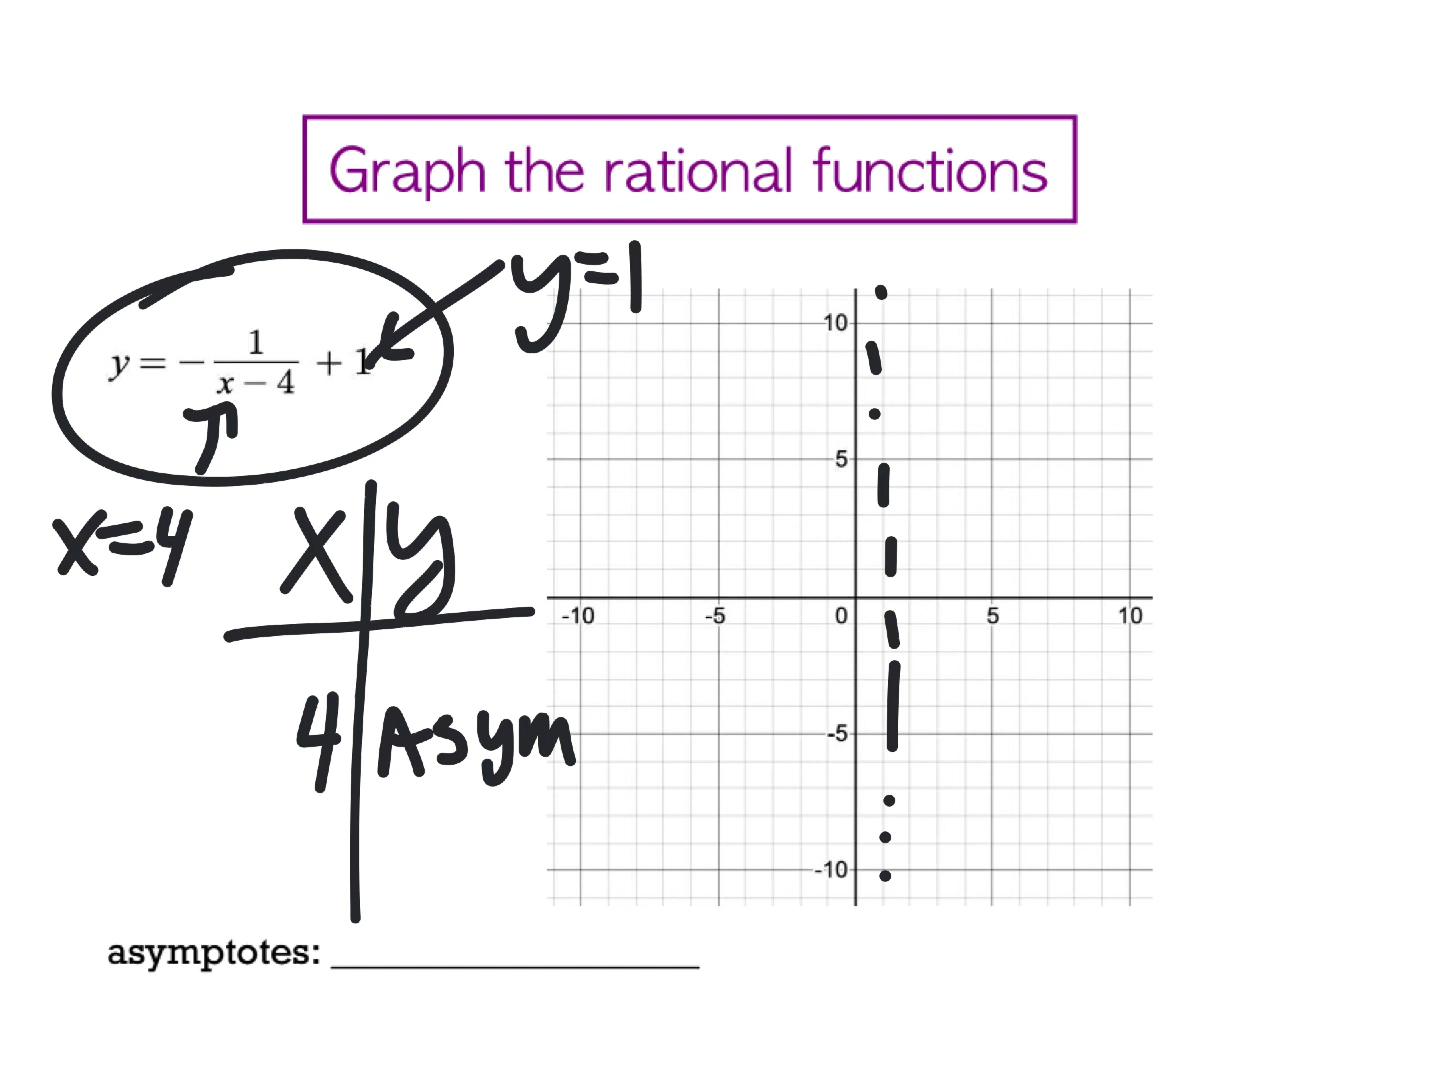 Graph the rational functions
y=1
y = - 1/(x - 4) + 1
x=4
x | y
4 | Asym
10
5
-10 -5 0 5 10
-5
-10
asymptotes: ____________________